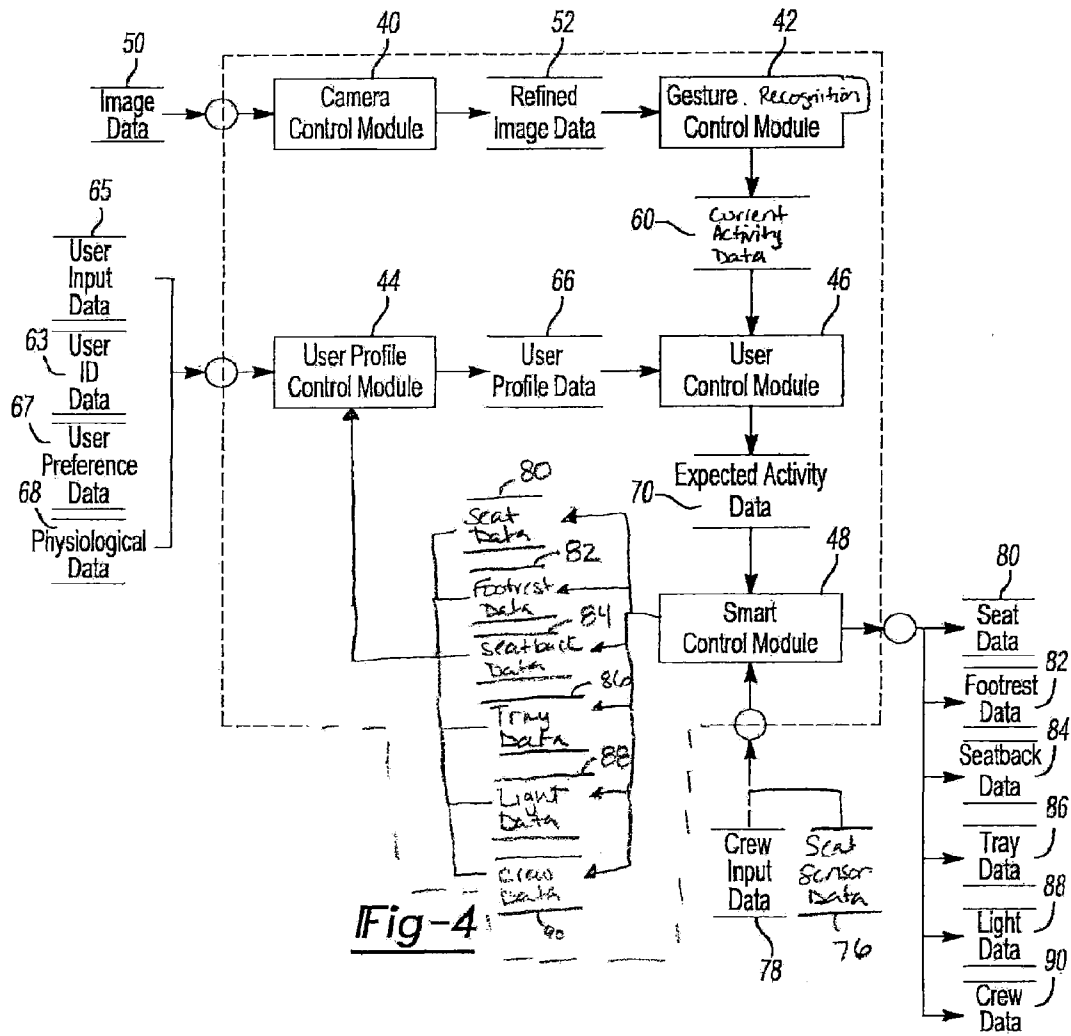 50
40
52
42
Image
Data
Camera
Control Module
Refined
Image Data
Gesture. Recognition
Control Module
65
User
Input
Data
60
Current
Activity
Data
63
User
ID
Data
44
66
46
User Profile
Control Module
User
Profile Data
User
Control Module
67
User
Preference
Data
68
Physiological
Data
70
Expected Activity
Data
80
Seat
Data
82
Footrest
Data
84
Seatback
Data
86
Tray
Data
88
Light
Data
Crew
Data
90
48
Smart
Control Module
80
Seat
Data
82
Footrest
Data
84
Seatback
Data
86
Tray
Data
88
Light
Data
90
Crew
Data
Crew
Input
Data
78
Seat
Sensor
Data
76
Fig-4